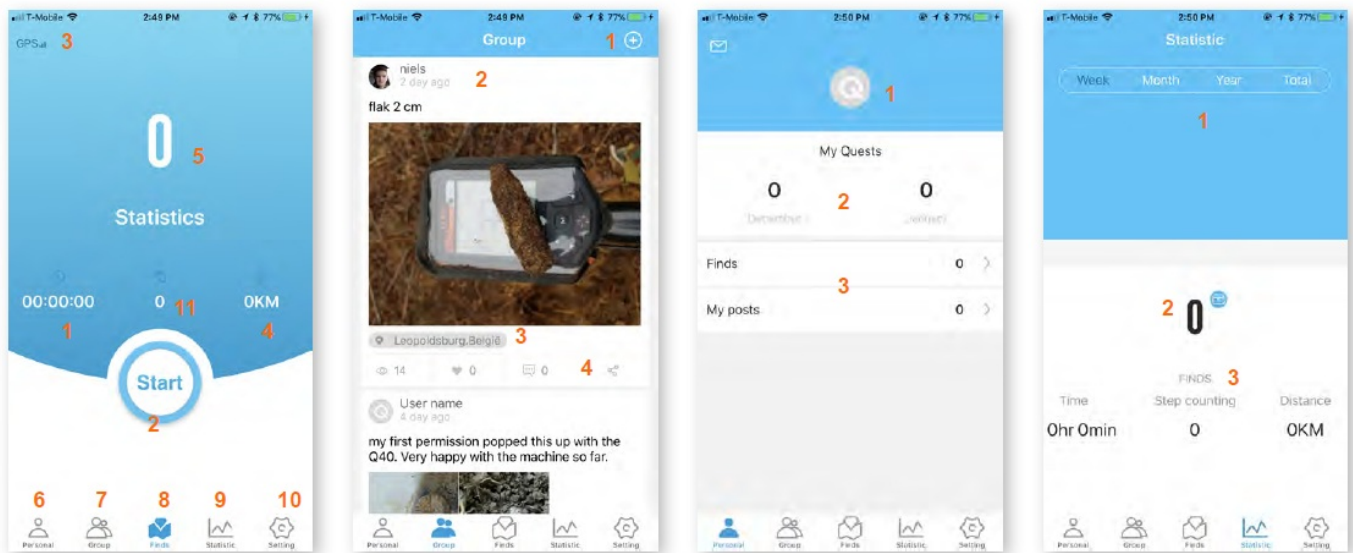 T-Mobile 2:49 PM 77%
GPS 3
0
5
Statistics
00:00:00 0 0KM
1 11 4
Start
2
6 7 8 9 10
Personal Group Finds Statistic Setting
T-Mobile 2:49 PM 77%
Group 1
niels
2 day ago 2
flak 2 cm
Leopoldsburg.België 3
14 0 0 4
User name
4 day ago
my first permission popped this up with the
Q40. Very happy with the machine so far.
Personal Group Finds Statistic Setting
T-Mobile 2:50 PM 77%
1
My Quests
0 2 0
December
Finds 0
3
My posts 0
Personal Group Finds Statistic Setting
T-Mobile 2:50 PM 77%
Statistic
Week Month Year Total
1
2 0
FINDS 3
Time Step counting Distance
0hr 0min 0 0KM
Personal Group Finds Statistic Setting